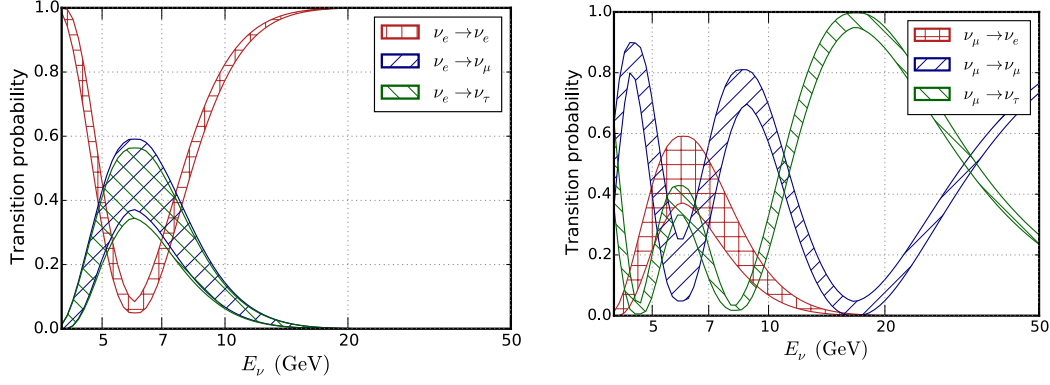 Transition probability
1.0
0.8
0.6
0.4
0.2
0.0
ν_e → ν_e
ν_e → ν_μ
ν_e → ν_τ
5 7 10 20 50
E_ν (GeV)
Transition probability
1.0
0.8
0.6
0.4
0.2
0.0
ν_μ → ν_e
ν_μ → ν_μ
ν_μ → ν_τ
5 7 10 20 50
E_ν (GeV)